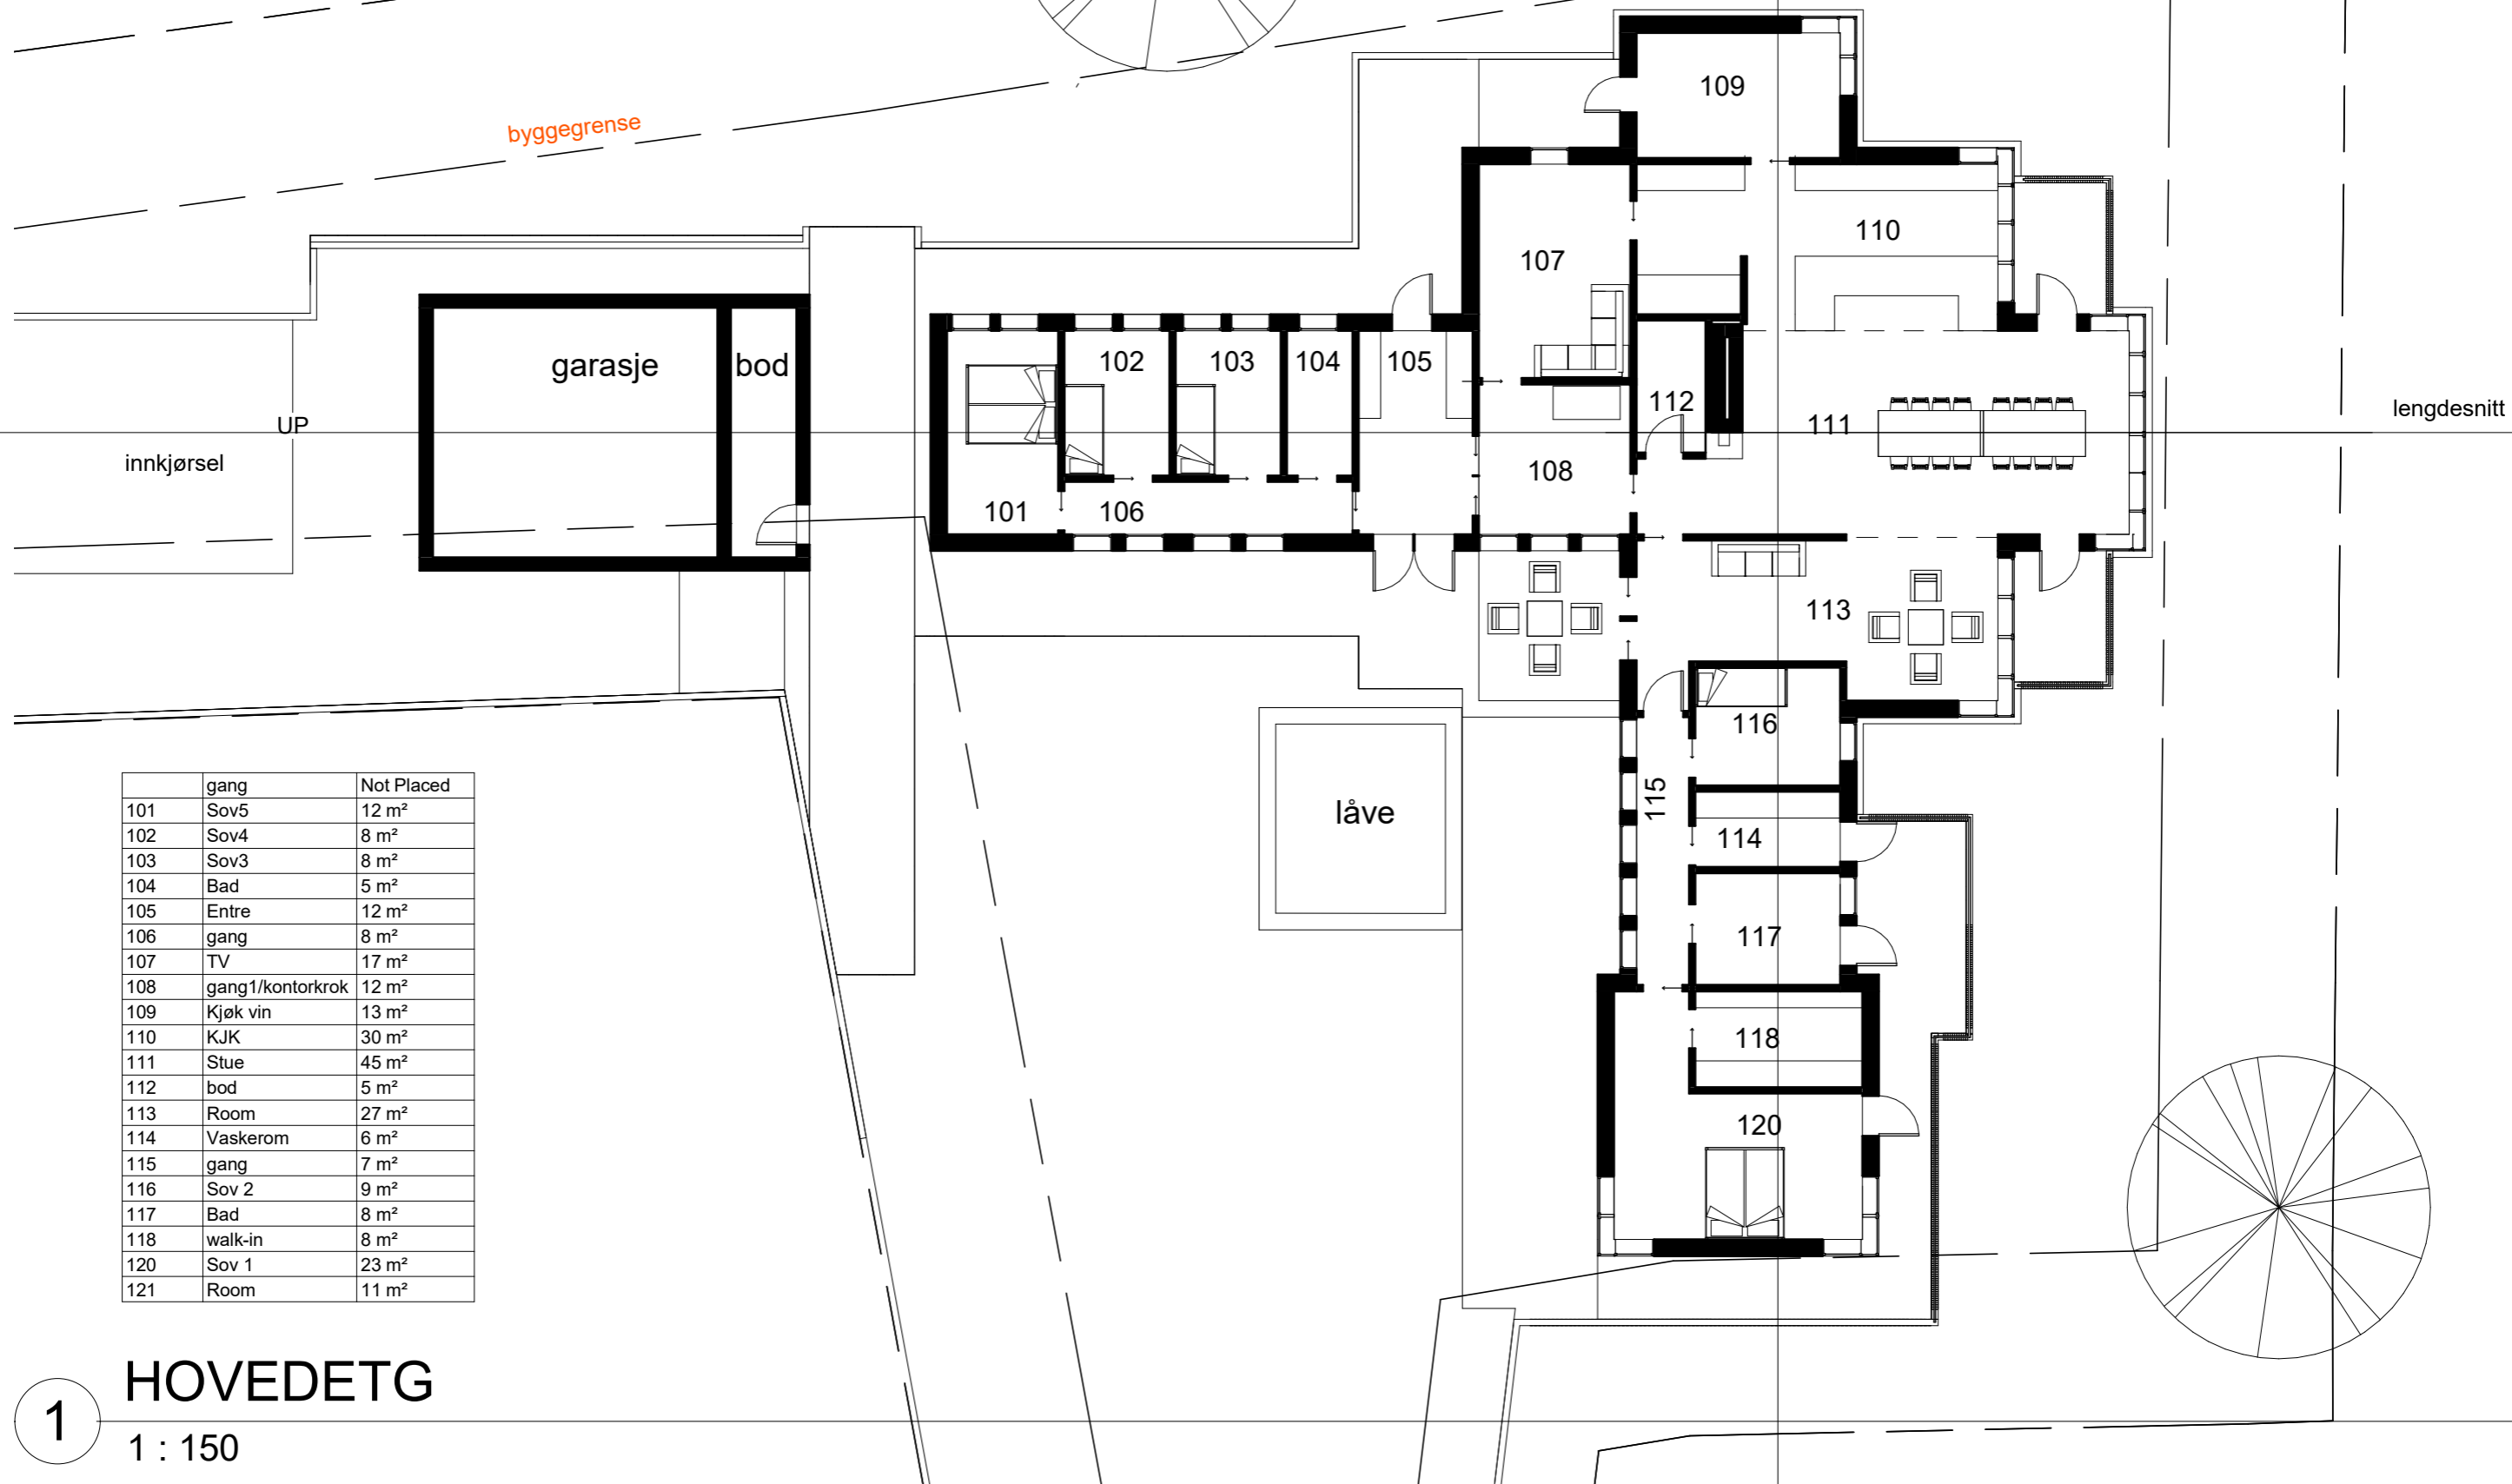 109
byggegrense
110
107
garasje
bod
102
103
104
105
112
lengdesnitt
UP
111
innkjørsel
108
101
106
113
116
låve
115
114
117
118
120
gang Not Placed
101 Sov5 12 m²
102 Sov4 8 m²
103 Sov3 8 m²
104 Bad 5 m²
105 Entre 12 m²
106 gang 8 m²
107 TV 17 m²
108 gang1/kontorkrok 12 m²
109 Kjøk vin 13 m²
110 KJK 30 m²
111 Stue 45 m²
112 bod 5 m²
113 Room 27 m²
114 Vaskerom 6 m²
115 gang 7 m²
116 Sov 2 9 m²
117 Bad 8 m²
118 walk-in 8 m²
120 Sov 1 23 m²
121 Room 11 m²
HOVEDETG
1
1 : 150